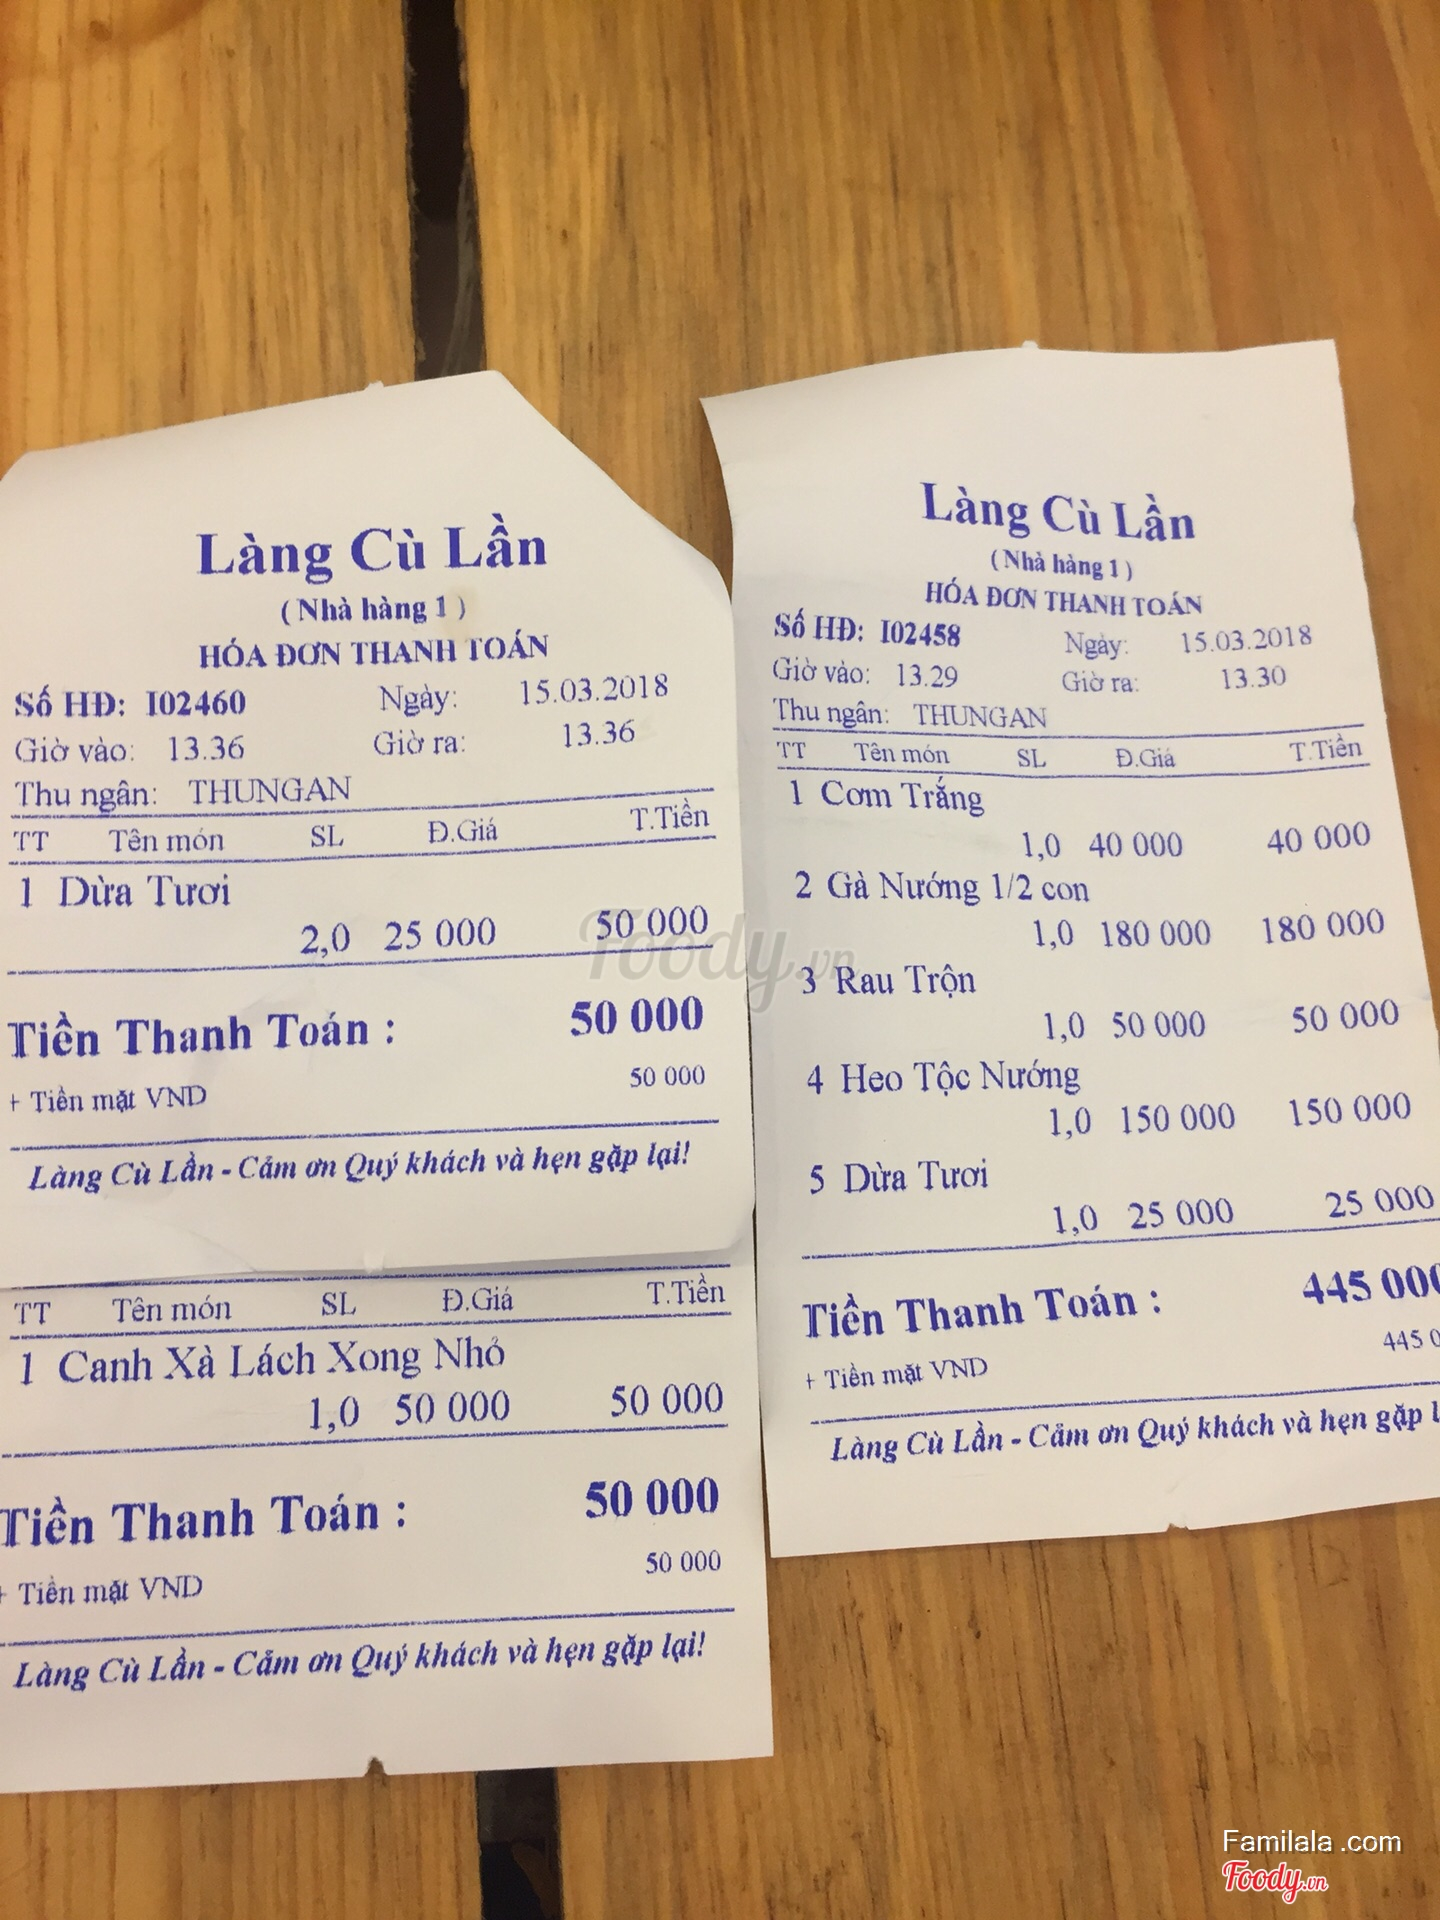 Làng Cù Lần
( Nhà hàng 1 )
HÓA ĐƠN THANH TOÁN
Số HĐ: I02460 Ngày: 15.03.2018
Giờ vào: 13.36 Giờ ra: 13.36
Thu ngân: THUNGAN
TT Tên món SL Đ.Giá T.Tiền
1 Dừa Tươi
2,0 25 000 50 000
Tiền Thanh Toán : 50 000
+ Tiền mặt VND 50 000
Làng Cù Lần - Cảm ơn Quý khách và hẹn gặp lại!
TT Tên món SL Đ.Giá T.Tiền
1 Canh Xà Lách Xong Nhỏ
1,0 50 000 50 000
Tiền Thanh Toán : 50 000
+ Tiền mặt VND 50 000
Làng Cù Lần - Cảm ơn Quý khách và hẹn gặp lại!
Làng Cù Lần
( Nhà hàng 1 )
HÓA ĐƠN THANH TOÁN
Số HĐ: I02458 Ngày: 15.03.2018
Giờ vào: 13.29 Giờ ra: 13.30
Thu ngân: THUNGAN
TT Tên món SL Đ.Giá T.Tiền
1 Cơm Trắng
1,0 40 000 40 000
2 Gà Nướng 1/2 con
1,0 180 000 180 000
3 Rau Trộn
1,0 50 000 50 000
4 Heo Tộc Nướng
1,0 150 000 150 000
5 Dừa Tươi
1,0 25 000 25 000
Tiền Thanh Toán : 445 000
+ Tiền mặt VND 445 0
Làng Cù Lần - Cảm ơn Quý khách và hẹn gặp l
Foody.vn
Familala .com
Foody.vn